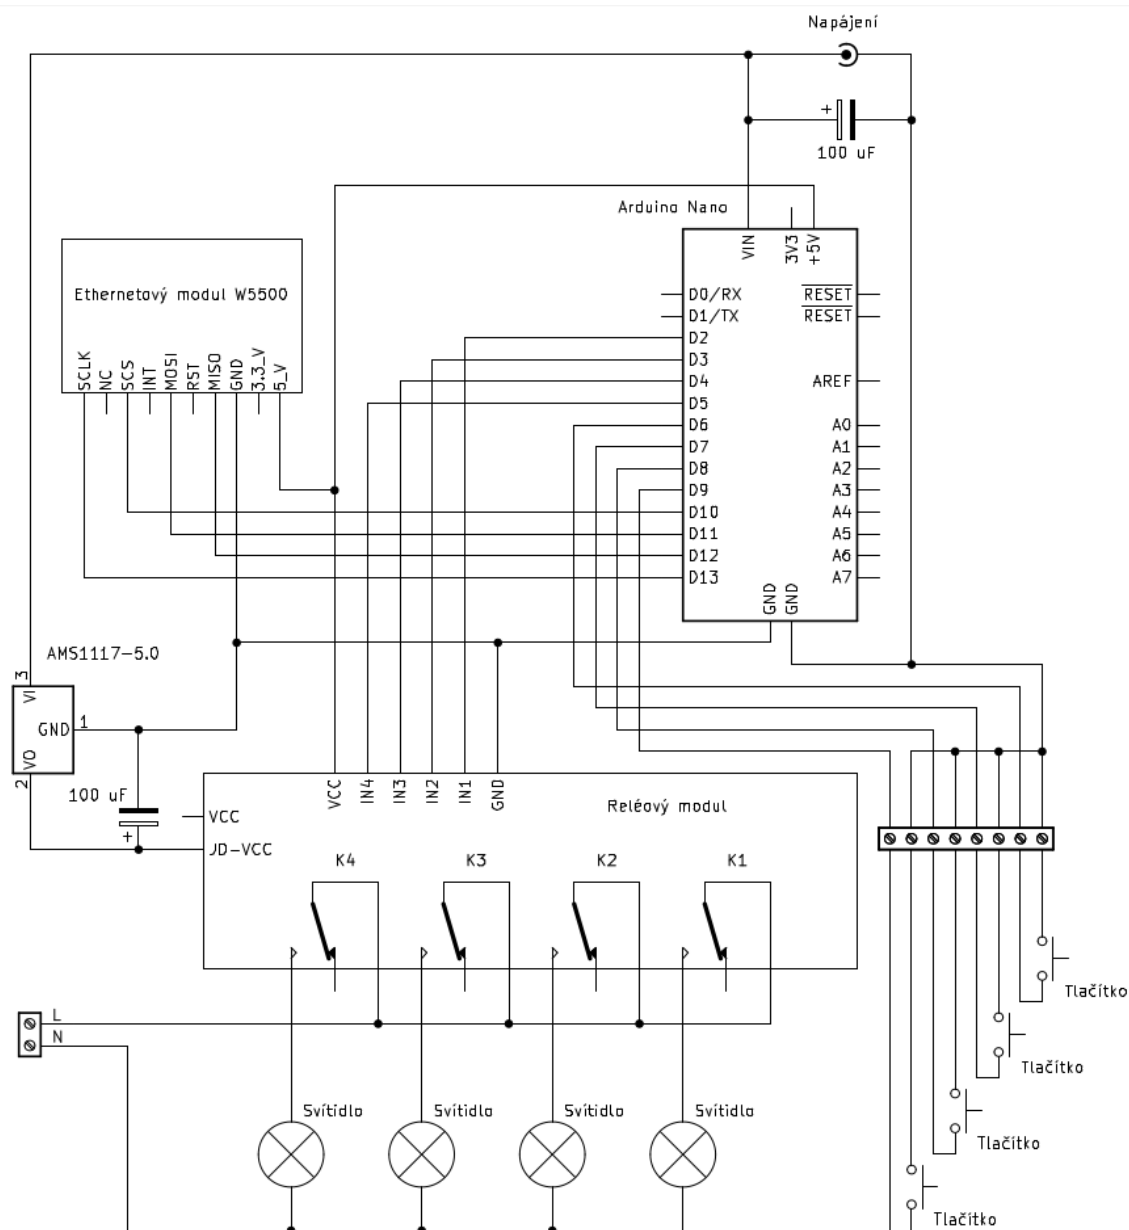 Napájení
+
100 uF
Arduino Nano
VIN
3V3
+5V
Ethernetový modul W5500
SCLK
NC
SCS
INT
MOSI
RST
MISO
GND
3.3_V
5_V
D0/RX
D1/TX
D2
D3
D4
D5
D6
D7
D8
D9
D10
D11
D12
D13
RESET
RESET
AREF
A0
A1
A2
A3
A4
A5
A6
A7
GND
GND
AMS1117-5.0
3
VI
GND
1
VO
2
100 uF
+
VCC
JD-VCC
VCC
IN4
IN3
IN2
IN1
GND
Reléový modul
K4
K3
K2
K1
L
N
Svítidlo
Svítidlo
Svítidlo
Svítidlo
Tlačítko
Tlačítko
Tlačítko
Tlačítko